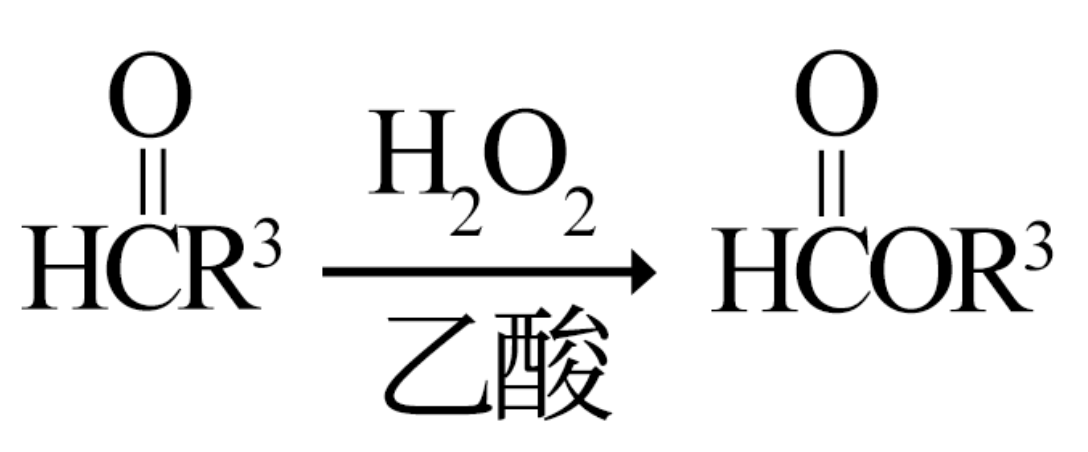 O H₂O₂ O
HCR³ 乙酸 HCOR³